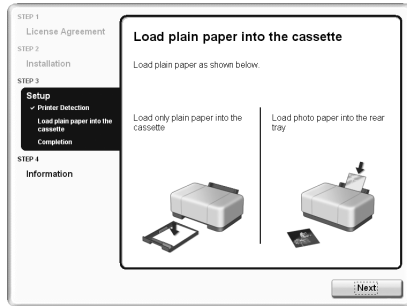 STEP 1
License Agreement
STEP 2
Installation
STEP 3
Setup
✓ Printer Detection
Load plain paper into the
cassette
Completion
STEP 4
Information
Load plain paper into the cassette
Load plain paper as shown below.
Load only plain paper into the
cassette
Load photo paper into the rear
tray
Next